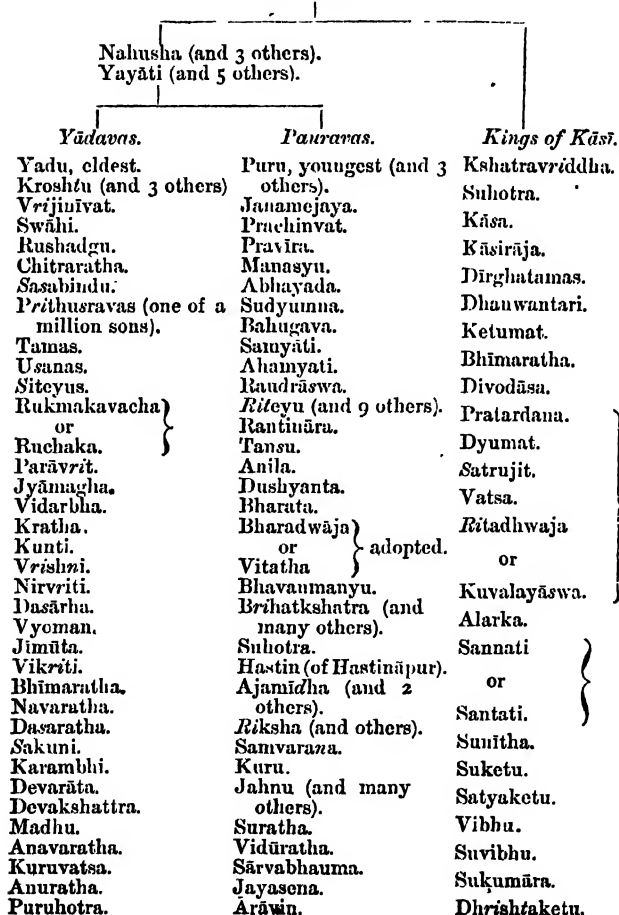 Nahusha (and 3 others).
Yayāti (and 5 others).
Yādavas.
Yadu, eldest.
Kroshtu (and 3 others)
Vrijinīvat.
Swāhi.
Rushadgu.
Chitraratha.
Sasabindu.
Prithusravas (one of a
million sons).
Tamas.
Usanas.
Siteyus.
Rukmakavacha
or
Ruchaka.
Parāvrit.
Jyāmagha.
Vidarbha.
Kratha.
Kunti.
Vrishni.
Nirvriti.
Dasārha.
Vyoman.
Jīmūta.
Vikriti.
Bhīmaratha.
Navaratha.
Dasaratha.
Sakuni.
Karambhi.
Devarāta.
Devakshattra.
Madhu.
Anavaratha.
Kuruvatsa.
Anuratha.
Puruhotra.
Pauravas.
Puru, youngest (and 3
others).
Janamejaya.
Prachinvat.
Pravīra.
Manasyu.
Abhayada.
Sudyumna.
Bahugava.
Samyāti.
Ahamyati.
Raudrāswa.
Riteyu (and 9 others).
Rantināra.
Tansu.
Anila.
Dushyanta.
Bharata.
Bharadwāja
or adopted.
Vitatha
Bhavanmanyu.
Brihatkshatra (and
many others).
Suhotra.
Hastin (of Hastināpur).
Ajamīdha (and 2
others).
Riksha (and others).
Samvarana.
Kuru.
Jahnu (and many
others).
Suratha.
Vidūratha.
Sārvabhauma.
Jayasena.
Ārāvin.
Kings of Kāsī.
Kshatravriddha.
Suhotra.
Kāsa.
Kāsirāja.
Dīrghatamas.
Dhanwantari.
Ketumat.
Bhīmaratha.
Divodāsa.
Pratardana.
Dyumat.
Satrujit.
Vatsa.
Ritadhwaja
or
Kuvalayāswa.
Alarka.
Sannati
or
Santati.
Sunītha.
Suketu.
Satyaketu.
Vibhu.
Suvibhu.
Sukumāra.
Dhrishtaketu.